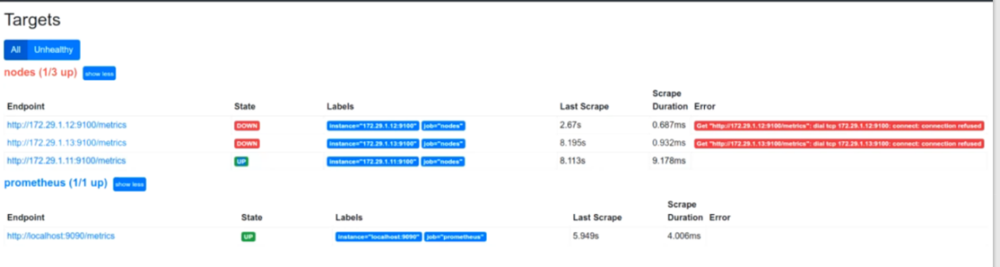 Targets
All Unhealthy
nodes (1/3 up) show less
Endpoint State Labels Last Scrape Scrape Duration Error
http://172.29.1.12:9100/metrics DOWN instance="172.29.1.12:9100" job="nodes" 2.67s 0.687ms Get "http://172.29.1.12:9100/metrics": dial tcp 172.29.1.12:9100: connect: connection refused
http://172.29.1.13:9100/metrics DOWN instance="172.29.1.13:9100" job="nodes" 8.195s 0.932ms Get "http://172.29.1.13:9100/metrics": dial tcp 172.29.1.13:9100: connect: connection refused
http://172.29.1.11:9100/metrics UP instance="172.29.1.11:9100" job="nodes" 8.113s 9.178ms
prometheus (1/1 up) show less
Endpoint State Labels Last Scrape Scrape Duration Error
http://localhost:9090/metrics UP instance="localhost:9090" job="prometheus" 5.949s 4.006ms